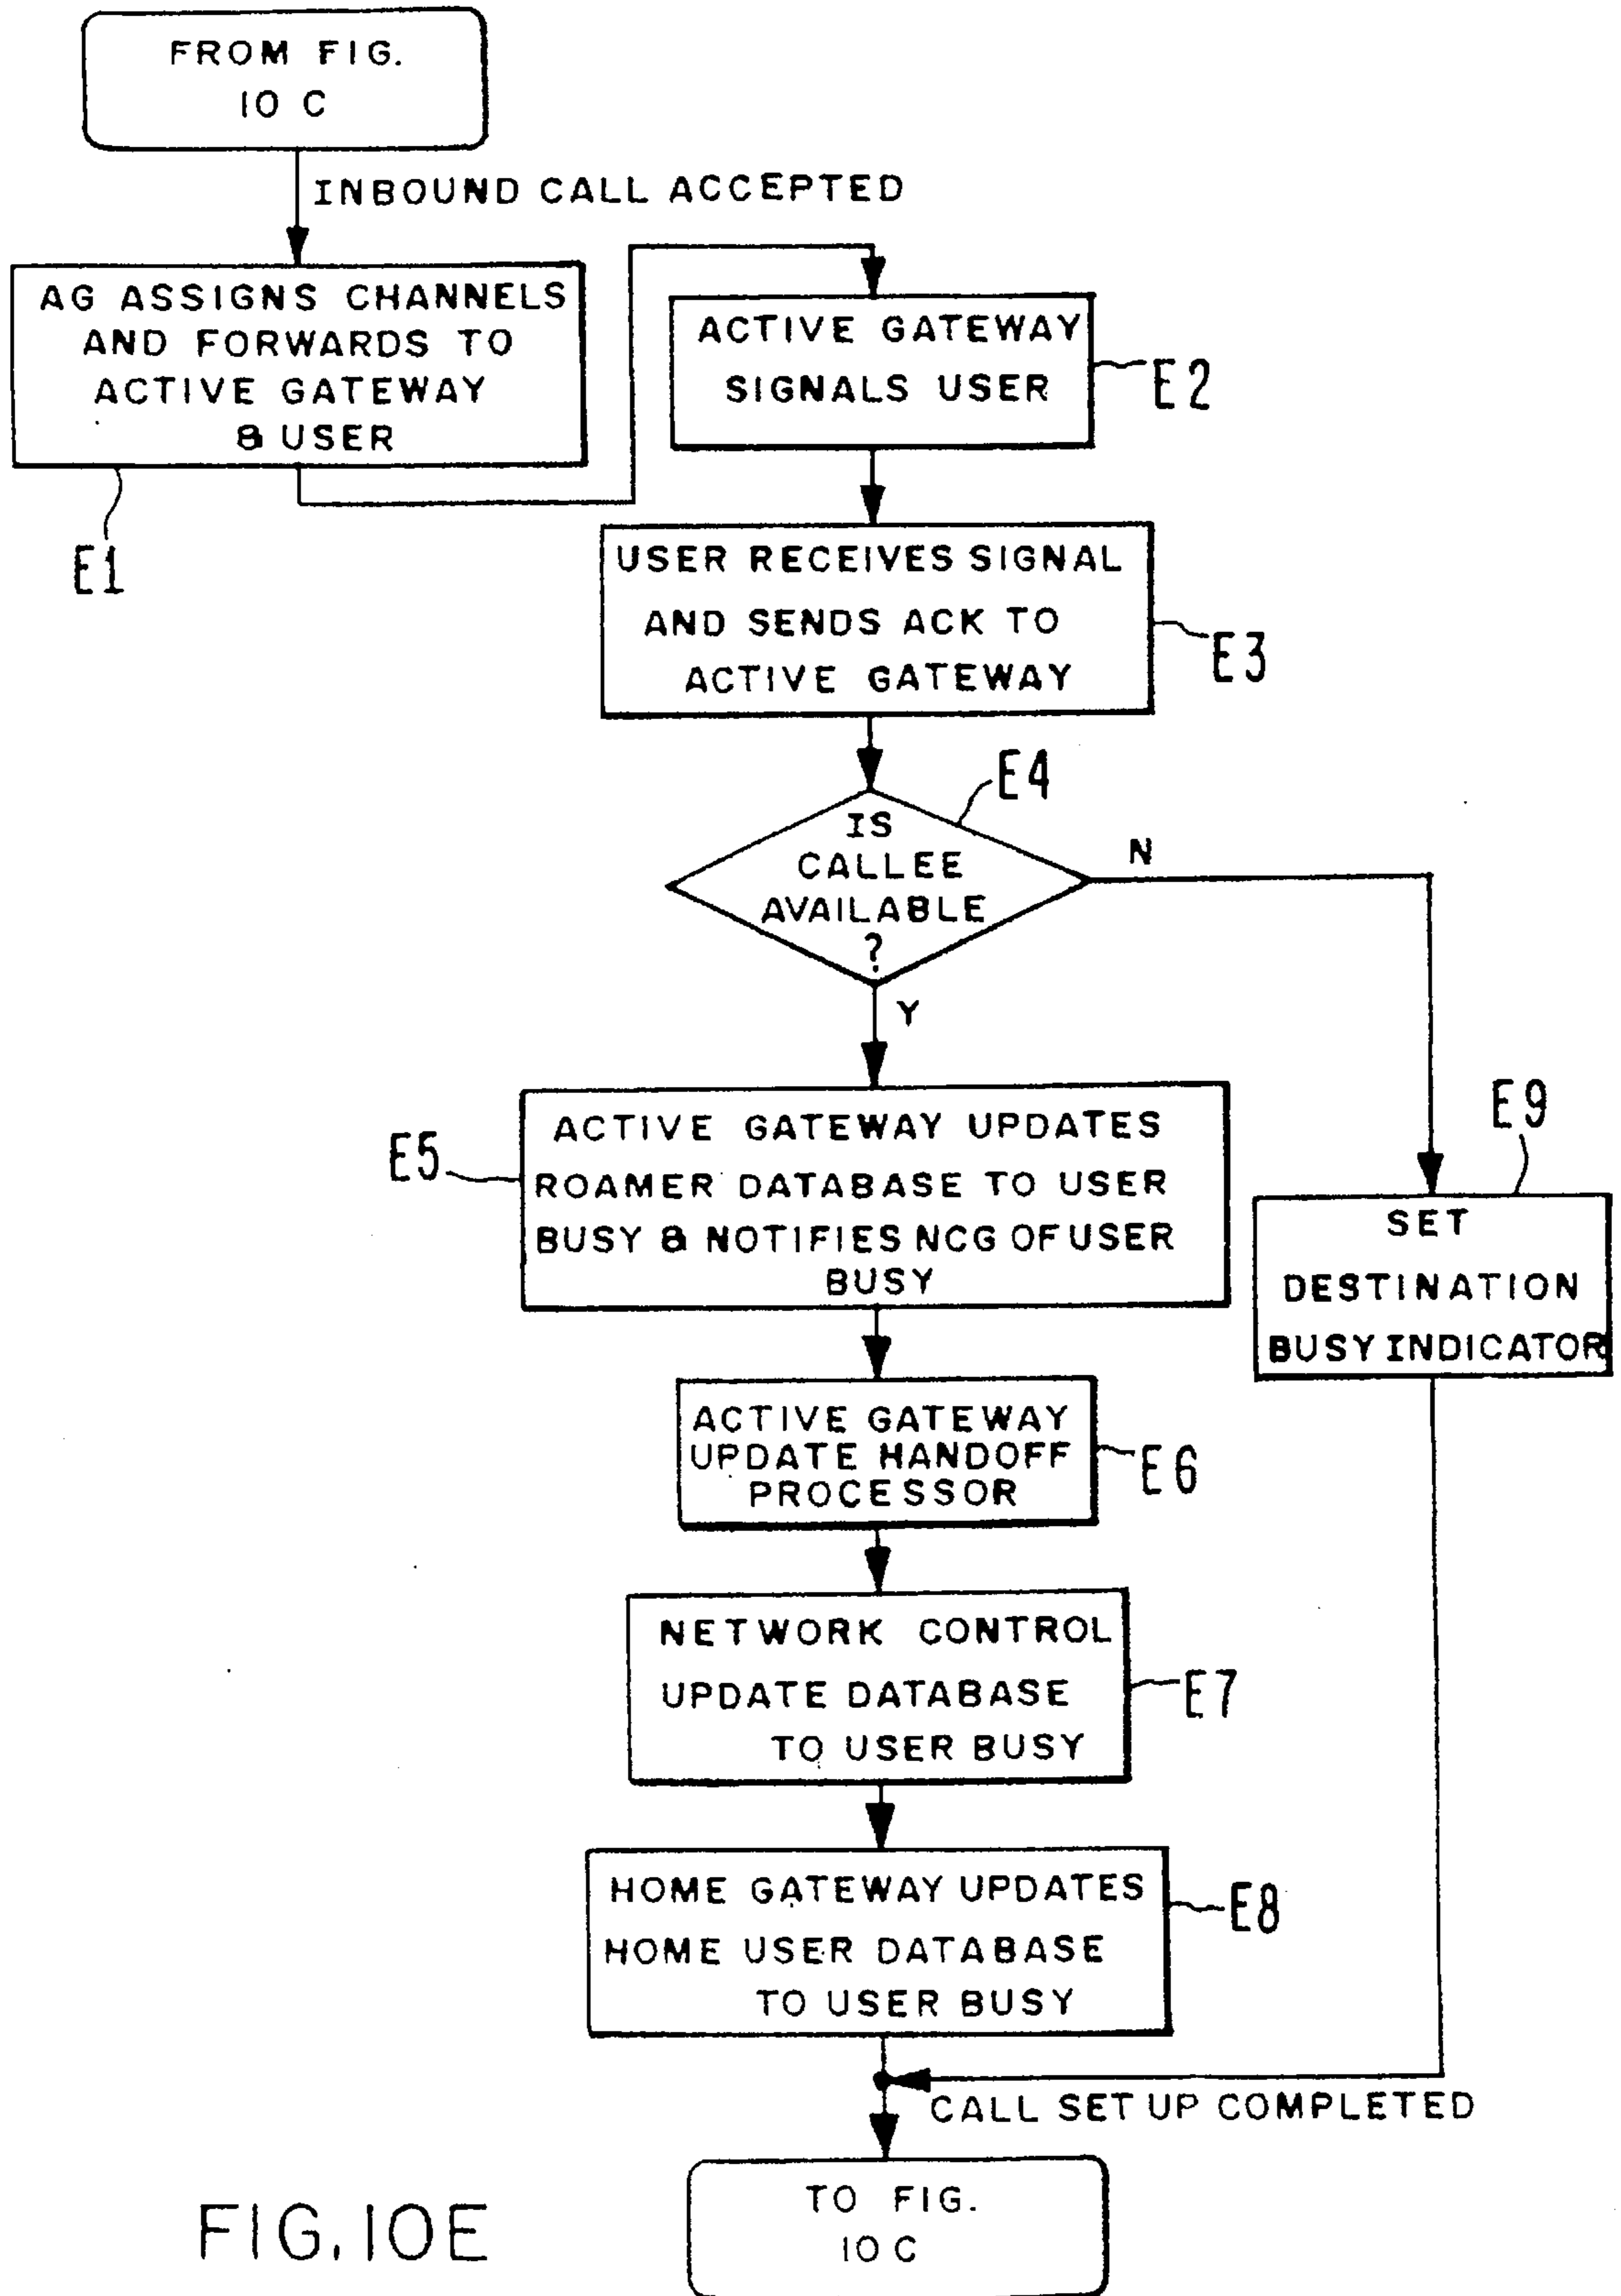 FROM FIG.
10 C
INBOUND CALL ACCEPTED
AG ASSIGNS CHANNELS
AND FORWARDS TO
ACTIVE GATEWAY
& USER
E1
ACTIVE GATEWAY
SIGNALS USER
E2
USER RECEIVES SIGNAL
AND SENDS ACK TO
ACTIVE GATEWAY
E3
E4
IS
CALLEE
AVAILABLE
?
N
Y
ACTIVE GATEWAY UPDATES
ROAMER DATABASE TO USER
BUSY & NOTIFIES NCG OF USER
BUSY
E5
E9
SET
DESTINATION
BUSY INDICATOR
ACTIVE GATEWAY
UPDATE HANDOFF
PROCESSOR
E6
NETWORK CONTROL
UPDATE DATABASE
TO USER BUSY
E7
HOME GATEWAY UPDATES
HOME USER DATABASE
TO USER BUSY
E8
CALL SET UP COMPLETED
TO FIG.
10 C
FIG. 10E